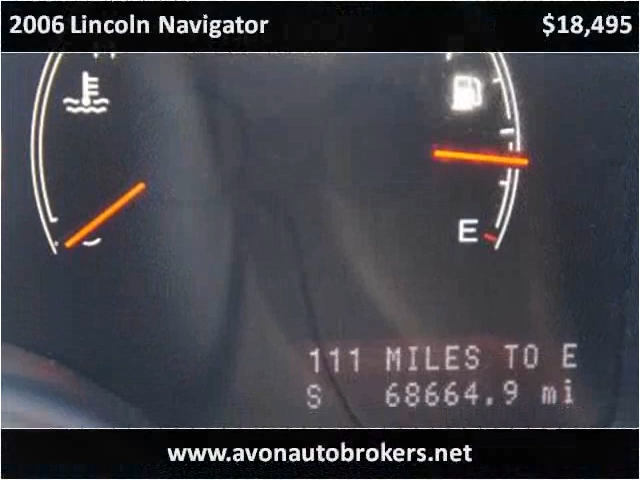 2006 Lincoln Navigator $18,495
E
111 MILES TO E
S 68664.9 mi
www.avonautobrokers.net